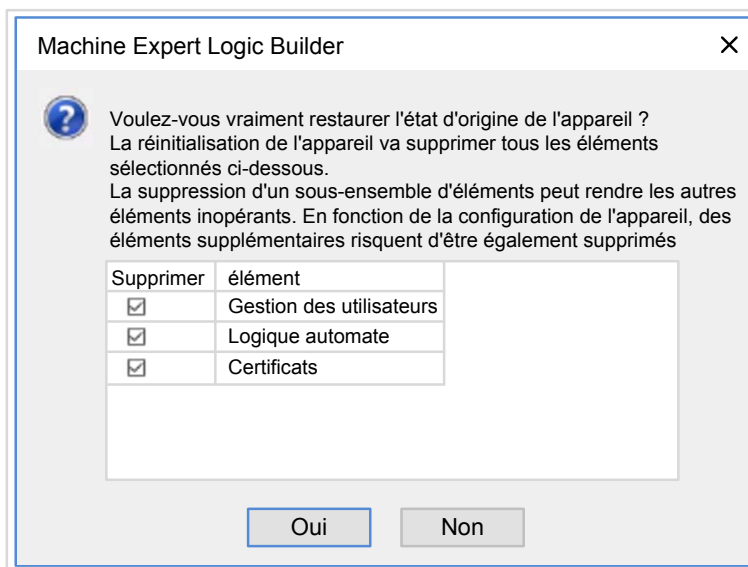 Machine Expert Logic Builder
Voulez-vous vraiment restaurer l'état d'origine de l'appareil ?
La réinitialisation de l'appareil va supprimer tous les éléments
sélectionnés ci-dessous.
La suppression d'un sous-ensemble d'éléments peut rendre les autres
éléments inopérants. En fonction de la configuration de l'appareil, des
éléments supplémentaires risquent d'être également supprimés
Supprimer élément
Gestion des utilisateurs
Logique automate
Certificats
Oui Non